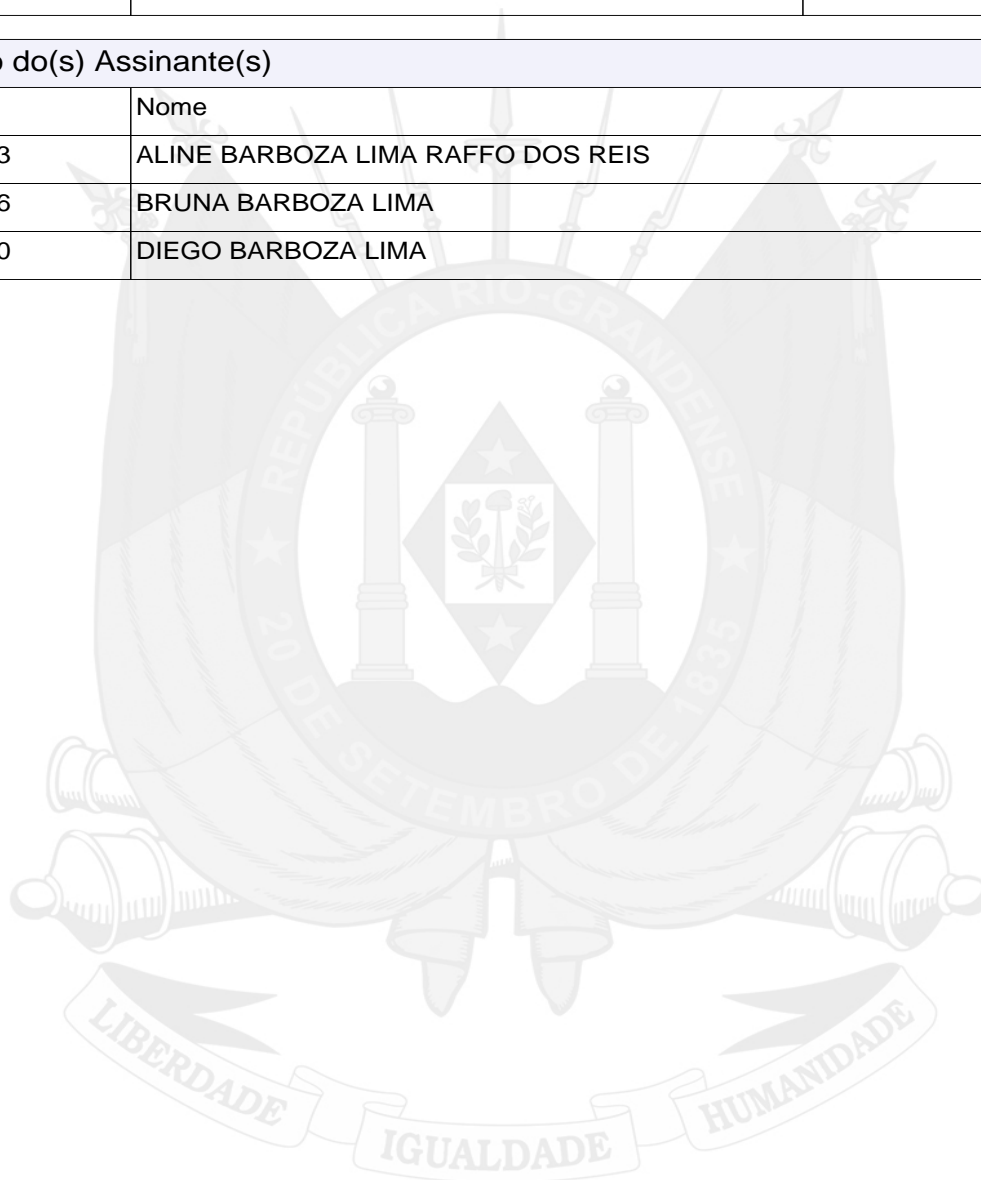 o do(s) Assinante(s)
Nome
3 ALINE BARBOZA LIMA RAFFO DOS REIS
6 BRUNA BARBOZA LIMA
0 DIEGO BARBOZA LIMA
REPÚBLICA RIO-GRANDENSE
20 DE SETEMBRO DE 1835
LIBERDADE IGUALDADE HUMANIDADE